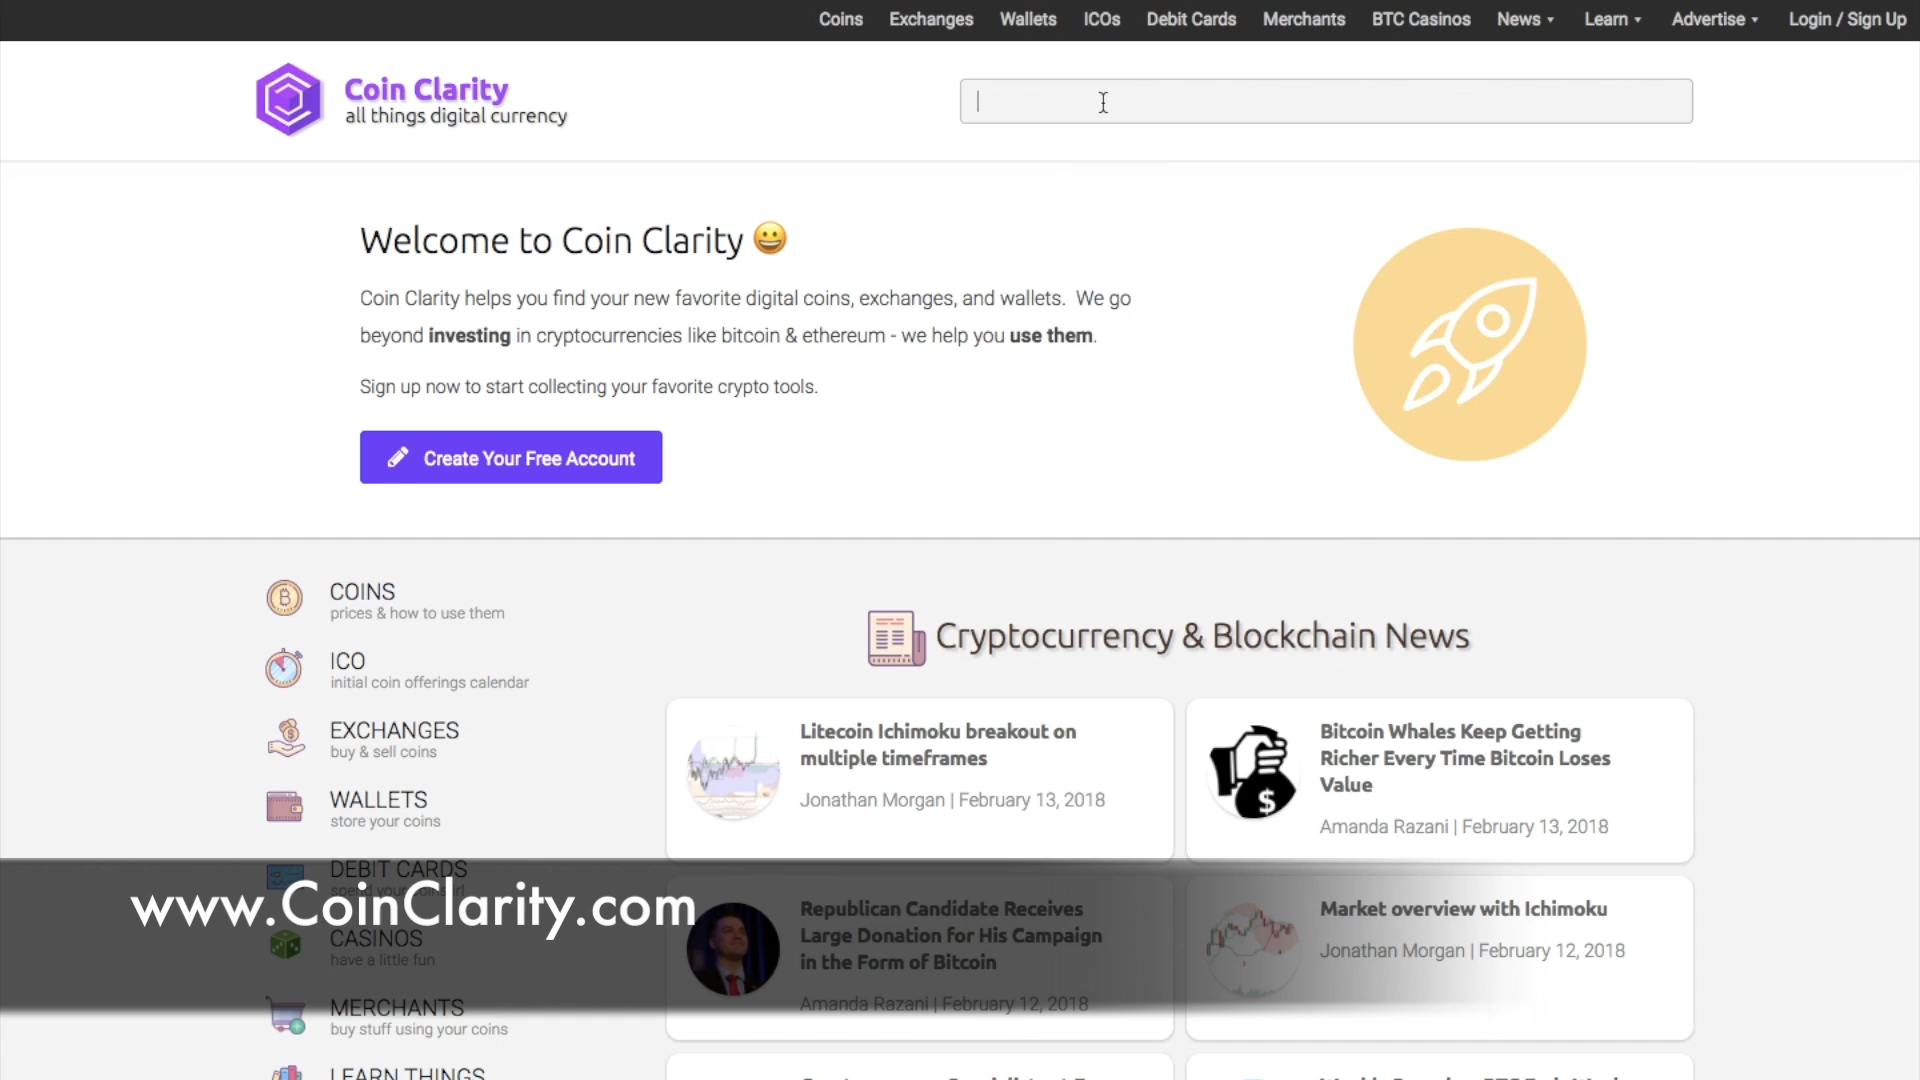 Coins Exchanges Wallets ICOs Debit Cards Merchants BTC Casinos News Learn Advertise Login / Sign Up
Coin Clarity
all things digital currency
Welcome to Coin Clarity
Coin Clarity helps you find your new favorite digital coins, exchanges, and wallets. We go
beyond investing in cryptocurrencies like bitcoin & ethereum - we help you use them.
Sign up now to start collecting your favorite crypto tools.
Create Your Free Account
COINS
prices & how to use them
ICO
initial coin offerings calendar
EXCHANGES
buy & sell coins
WALLETS
store your coins
DEBIT CARDS
spend your coins irl
CASINOS
have a little fun
MERCHANTS
buy stuff using your coins
LEARN THINGS
Cryptocurrency & Blockchain News
Litecoin Ichimoku breakout on
multiple timeframes
Jonathan Morgan | February 13, 2018
Bitcoin Whales Keep Getting
Richer Every Time Bitcoin Loses
Value
Amanda Razani | February 13, 2018
Republican Candidate Receives
Large Donation for His Campaign
in the Form of Bitcoin
Amanda Razani | February 12, 2018
Market overview with Ichimoku
Jonathan Morgan | February 12, 2018
www.CoinClarity.com